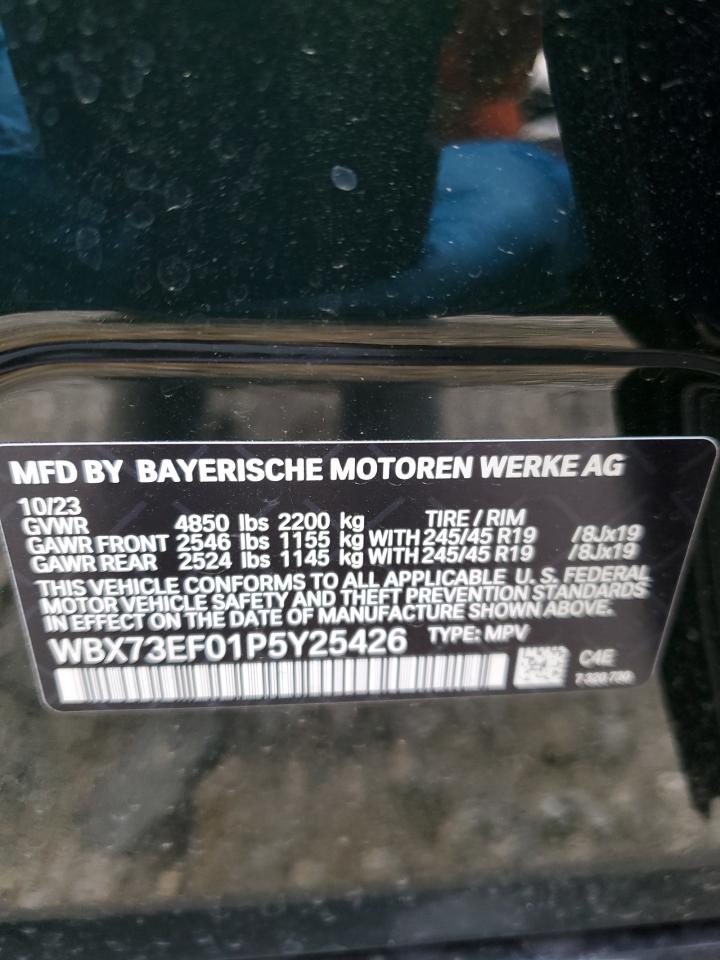 MFD BY BAYERISCHE MOTOREN WERKE AG
10/23
GVWR 4850 lbs 2200 kg TIRE / RIM
GAWR FRONT 2546 lbs 1155 kg WITH 245/45 R19 /8Jx19
GAWR REAR 2524 lbs 1145 kg WITH 245/45 R19 /8Jx19
THIS VEHICLE CONFORMS TO ALL APPLICABLE U. S. FEDERAL
MOTOR VEHICLE SAFETY AND THEFT PREVENTION STANDARDS
IN EFFECT ON THE DATE OF MANUFACTURE SHOWN ABOVE.
WBX73EF01P5Y25426 TYPE: MPV
C4E
7 320 730